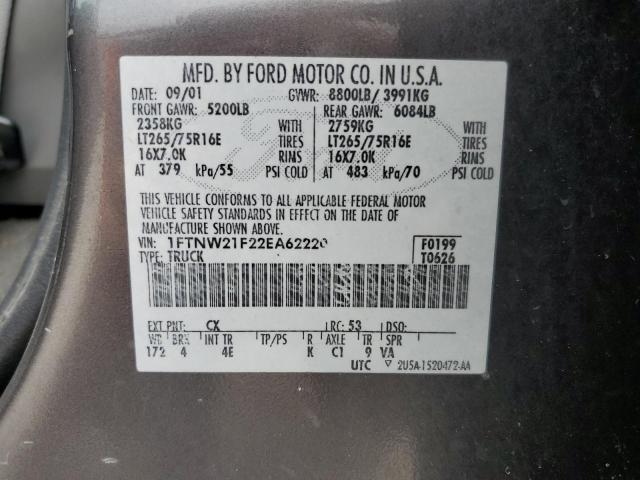 MFD. BY FORD MOTOR CO. IN U.S.A.
DATE: 09/01 GVWR: 8800LB/ 3991KG
FRONT GAWR: 5200LB REAR GAWR: 6084LB
2358KG WITH 2759KG WITH
LT265/75R16E TIRES LT265/75R16E TIRES
16X7.0K RIMS 16X7.0K RIMS
AT 379 kPa/55 PSI COLD AT 483 kPa/70 PSI COLD
THIS VEHICLE CONFORMS TO ALL APPLICABLE FEDERAL MOTOR
VEHICLE SAFETY STANDARDS IN EFFECT ON THE DATE OF
MANUFACTURE SHOWN ABOVE.
VIN: 1FTNW21F22EA62220 F0199
TYPE: TRUCK T0626
EXT PNT: CX RC: 53 DSO:
WB BRK INT TR TP/PS R AXLE TR SPR
172 4 4E K C1 9 VA
UTC ▽ 2U5A-1520472-AA